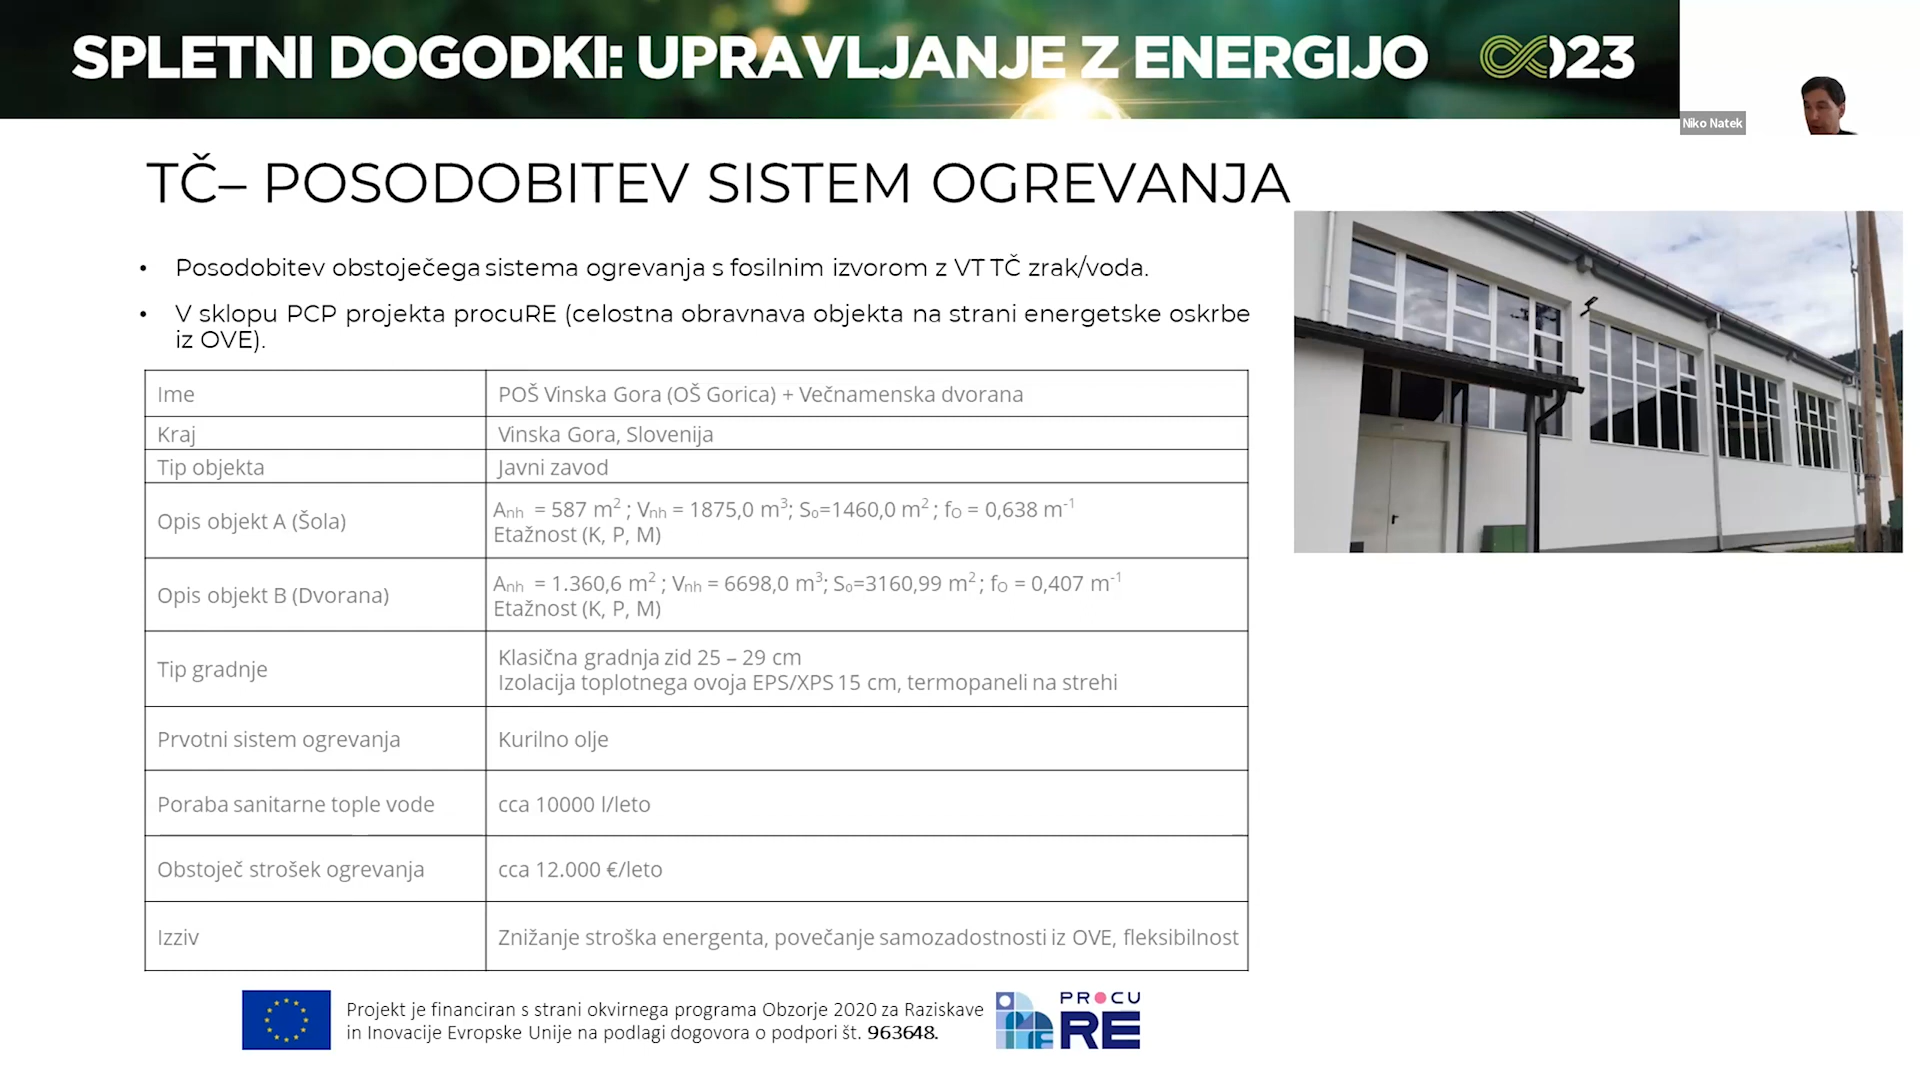 SPLETNI DOGODKI: UPRAVLJANJE Z ENERGIJO 23
Niko Natek
TČ– POSODOBITEV SISTEM OGREVANJA
• Posodobitev obstoječega sistema ogrevanja s fosilnim izvorom z VT TČ zrak/voda.
• V sklopu PCP projekta procuRE (celostna obravnava objekta na strani energetske oskrbe
iz OVE).
Ime POŠ Vinska Gora (OŠ Gorica) + Večnamenska dvorana
Kraj Vinska Gora, Slovenija
Tip objekta Javni zavod
Opis objekt A (Šola) Anh = 587 m² ; Vnh = 1875,0 m³; S₀=1460,0 m² ; fO = 0,638 m⁻¹
Etažnost (K, P, M)
Opis objekt B (Dvorana) Anh = 1.360,6 m² ; Vnh = 6698,0 m³; S₀=3160,99 m² ; fO = 0,407 m⁻¹
Etažnost (K, P, M)
Tip gradnje Klasična gradnja zid 25 – 29 cm
Izolacija toplotnega ovoja EPS/XPS 15 cm, termopaneli na strehi
Prvotni sistem ogrevanja Kurilno olje
Poraba sanitarne tople vode cca 10000 l/leto
Obstoječ strošek ogrevanja cca 12.000 €/leto
Izziv Znižanje stroška energenta, povečanje samozadostnosti iz OVE, fleksibilnost
Projekt je financiran s strani okvirnega programa Obzorje 2020 za Raziskave
in Inovacije Evropske Unije na podlagi dogovora o podpori št. 963648.
PROCU
RE